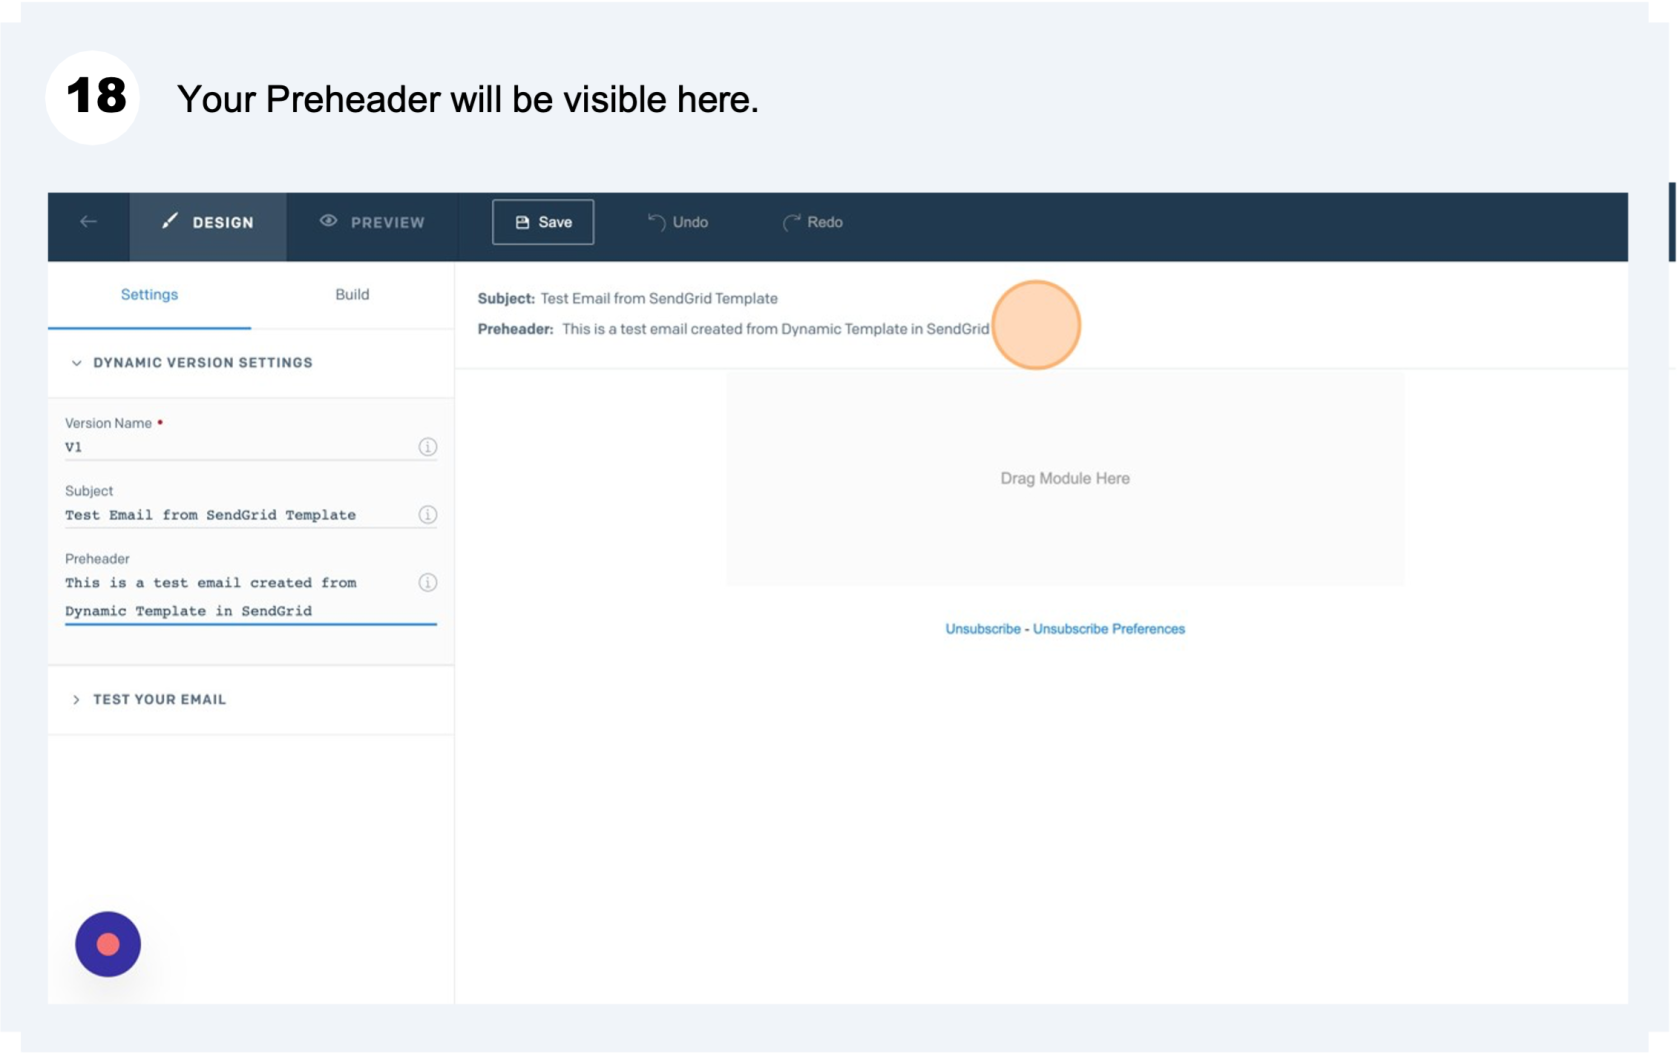 18 Your Preheader will be visible here.
DESIGN PREVIEW Save Undo Redo
Settings Build
DYNAMIC VERSION SETTINGS
Version Name •
V1
Subject
Test Email from SendGrid Template
Preheader
This is a test email created from
Dynamic Template in SendGrid
TEST YOUR EMAIL
Subject: Test Email from SendGrid Template
Preheader: This is a test email created from Dynamic Template in SendGrid
Drag Module Here
Unsubscribe - Unsubscribe Preferences